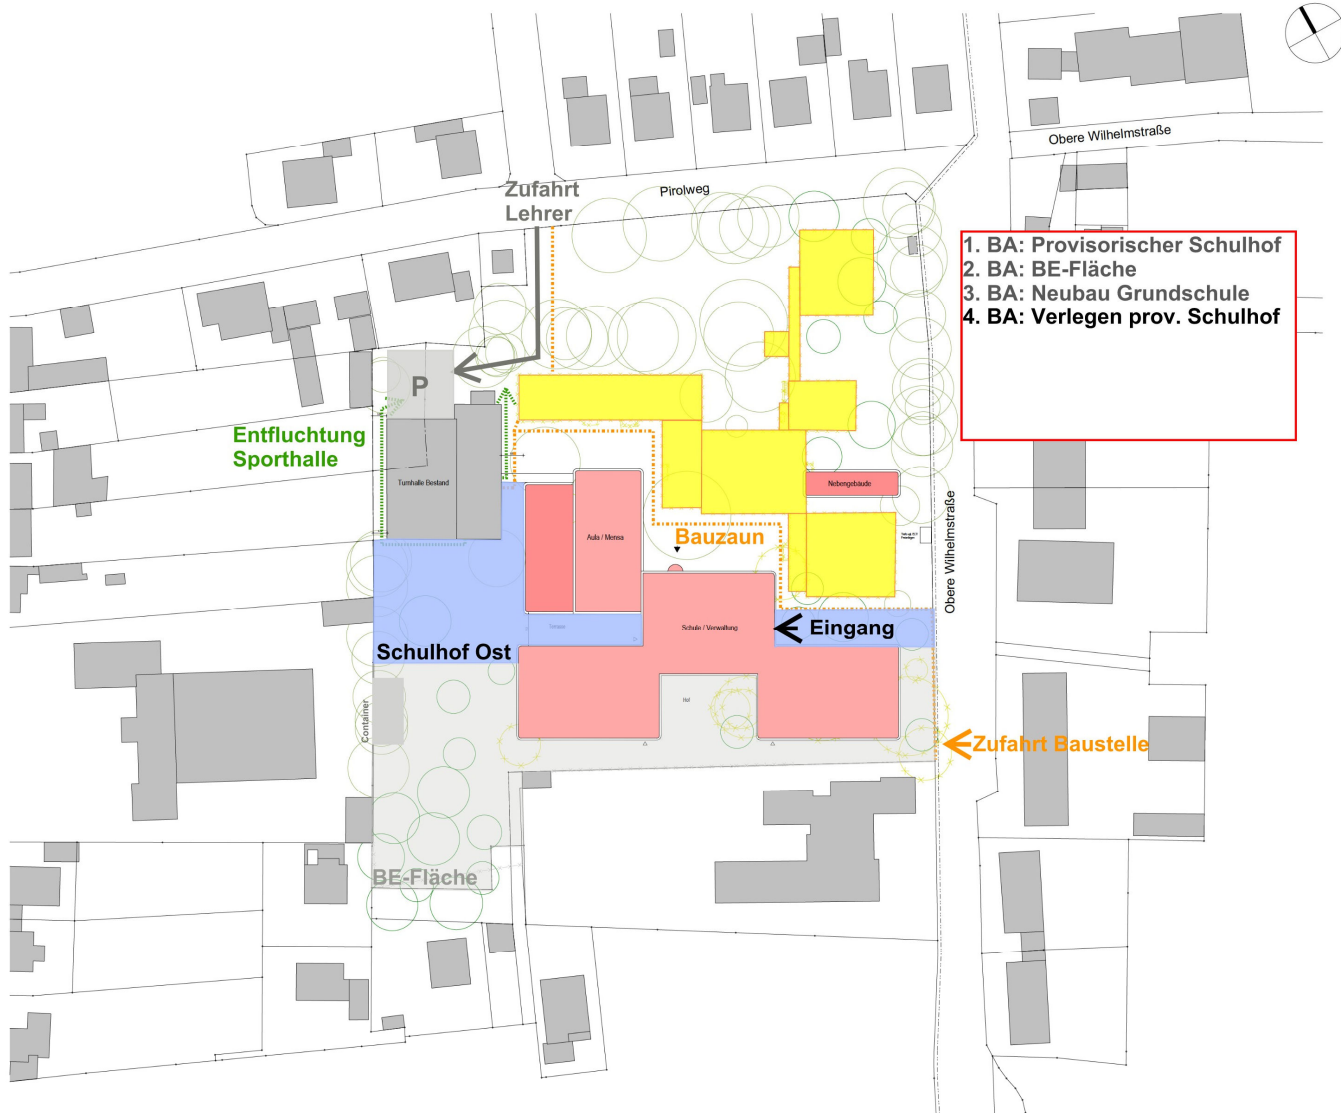 Obere Wilhelmstraße
Pirolweg
Zufahrt
Lehrer
1. BA: Provisorischer Schulhof
2. BA: BE-Fläche
3. BA: Neubau Grundschule
4. BA: Verlegen prov. Schulhof
P
Entfluchtung
Sporthalle
Turnhalle Bestand
Nebengebäude
Aula / Mensa
Bauzaun
Obere Wilhelmstraße
Terrasse
Schule / Verwaltung
Eingang
Schulhof Ost
Container
Hof
Zufahrt Baustelle
BE-Fläche